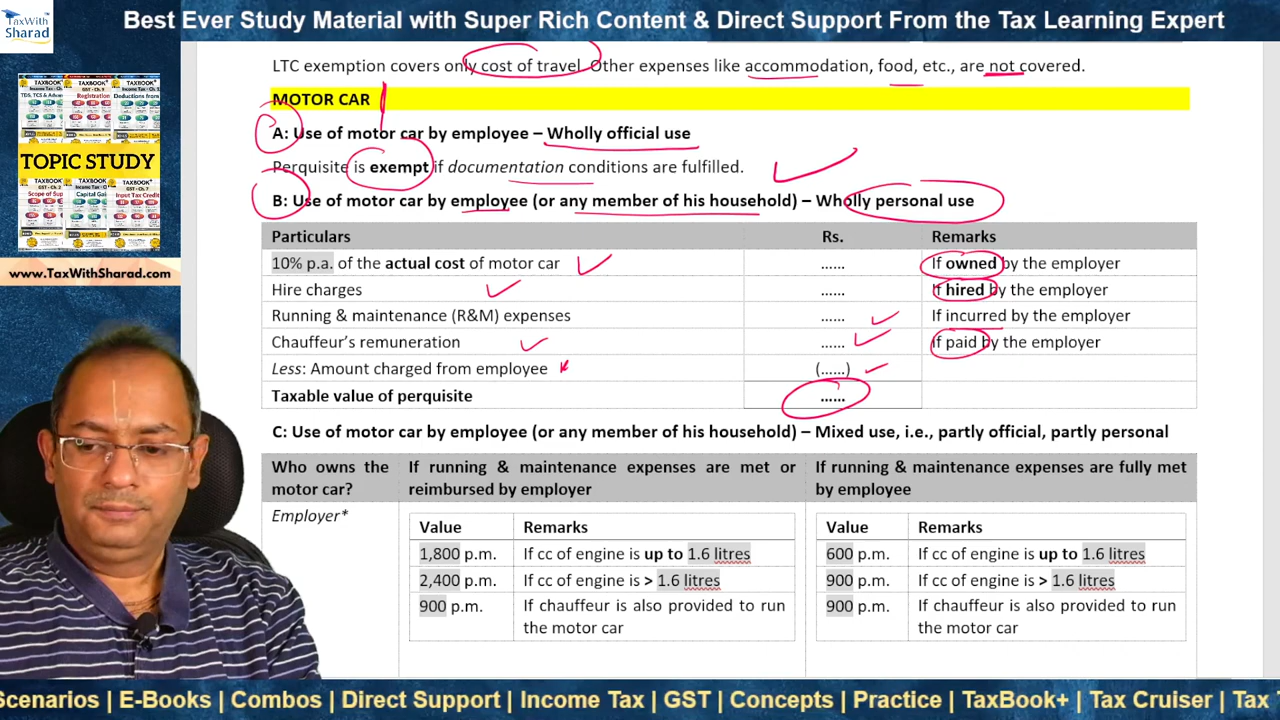 TaxWith
Sharad
Best Ever Study Material with Super Rich Content & Direct Support From the Tax Learning Expert
LTC exemption covers only cost of travel. Other expenses like accommodation, food, etc., are not covered.
MOTOR CAR
A: Use of motor car by employee – Wholly official use
Perquisite is exempt if documentation conditions are fulfilled.
B: Use of motor car by employee (or any member of his household) – Wholly personal use
Particulars Rs. Remarks
10% p.a. of the actual cost of motor car ...... If owned by the employer
Hire charges ...... If hired by the employer
Running & maintenance (R&M) expenses ...... If incurred by the employer
Chauffeur's remuneration ...... If paid by the employer
Less: Amount charged from employee (......)
Taxable value of perquisite ......
C: Use of motor car by employee (or any member of his household) – Mixed use, i.e., partly official, partly personal
Who owns the motor car? If running & maintenance expenses are met or reimbursed by employer If running & maintenance expenses are fully met by employee
Employer*
Value Remarks Value Remarks
1,800 p.m. If cc of engine is up to 1.6 litres 600 p.m. If cc of engine is up to 1.6 litres
2,400 p.m. If cc of engine is > 1.6 litres 900 p.m. If cc of engine is > 1.6 litres
900 p.m. If chauffeur is also provided to run the motor car 900 p.m. If chauffeur is also provided to run the motor car
TOPIC STUDY
www.TaxWithSharad.com
Scenarios | E-Books | Combos | Direct Support | Income Tax | GST | Concepts | Practice | TaxBook+ | Tax Cruiser | Tax